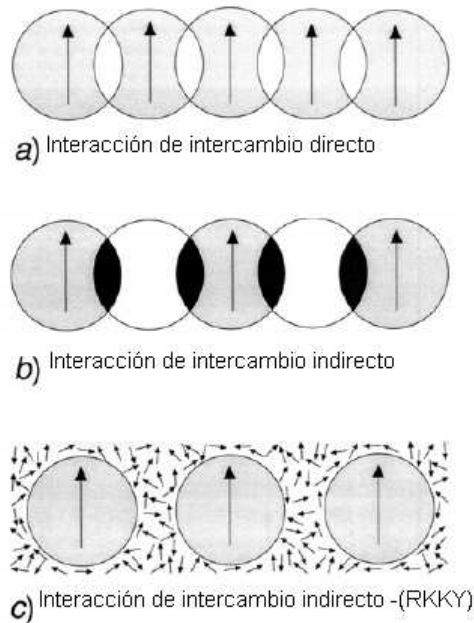 a) Interacción de intercambio directo
b) Interacción de intercambio indirecto
c) Interacción de intercambio indirecto -(RKKY)